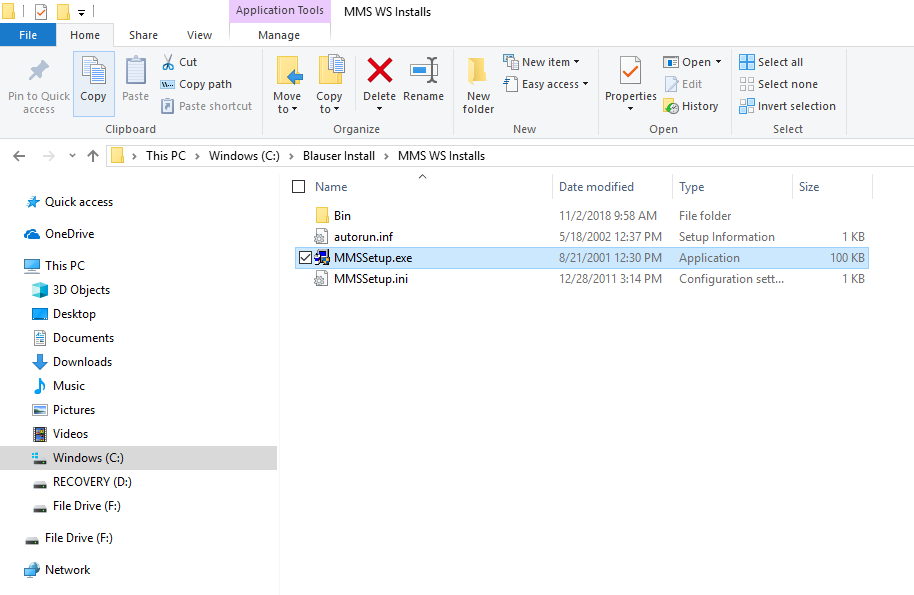 Application Tools MMS WS Installs
File Home Share View Manage
Pin to Quick access
Copy
Paste
Cut
Copy path
Paste shortcut
Clipboard
Move to
Copy to
Delete
Rename
Organize
New folder
New item
Easy access
New
Properties
Open
Edit
History
Open
Select all
Select none
Invert selection
Select
This PC Windows (C:) Blauser Install MMS WS Installs
Quick access
OneDrive
This PC
3D Objects
Desktop
Documents
Downloads
Music
Pictures
Videos
Windows (C:)
RECOVERY (D:)
File Drive (F:)
File Drive (F:)
Network
Name Date modified Type Size
Bin 11/2/2018 9:58 AM File folder
autorun.inf 5/18/2002 12:37 PM Setup Information 1 KB
MMSSetup.exe 8/21/2001 12:30 PM Application 100 KB
MMSSetup.ini 12/28/2011 3:14 PM Configuration sett... 1 KB